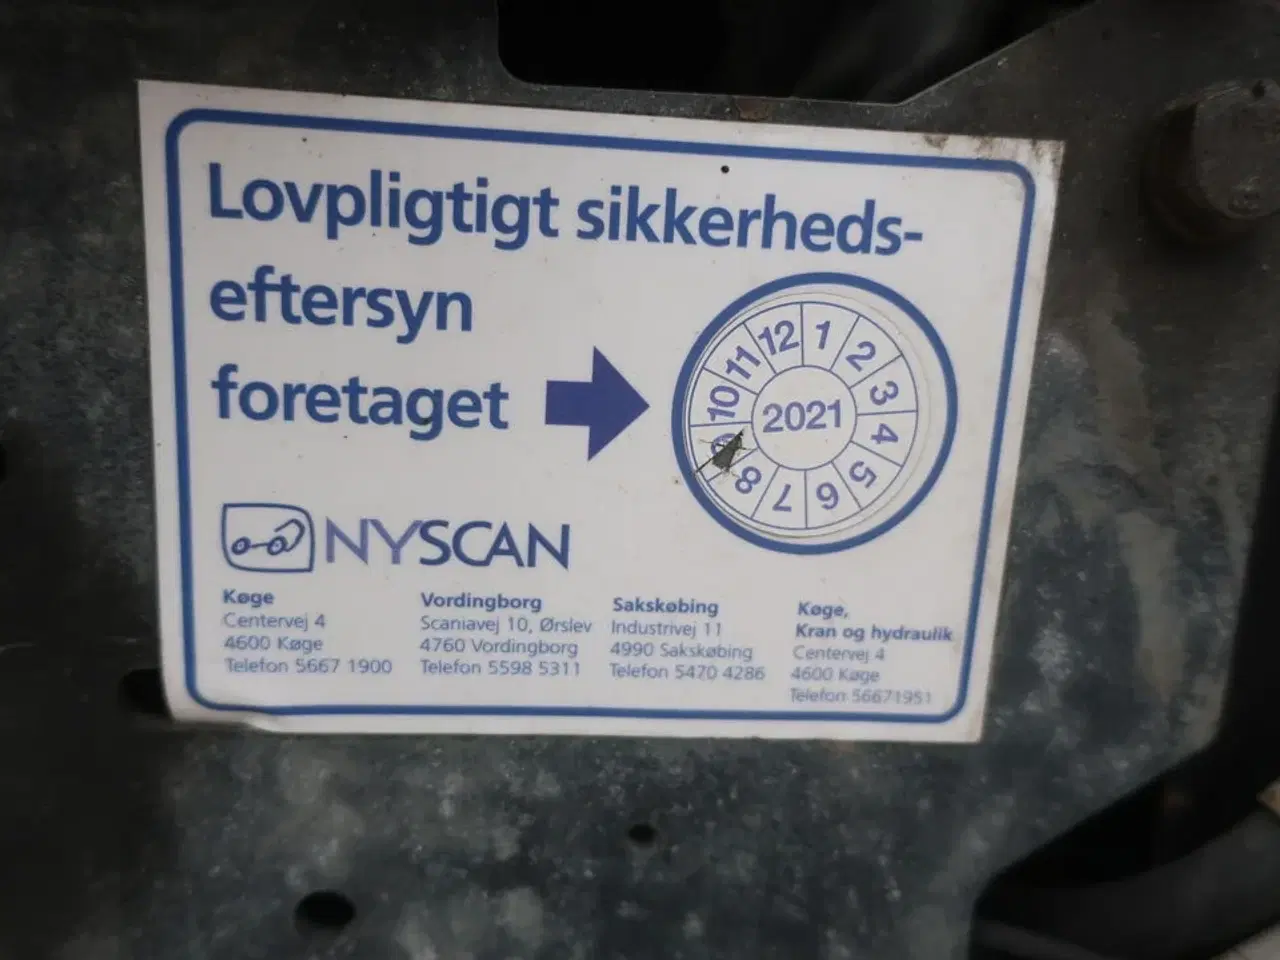 Lovpligtigt sikkerheds-
eftersyn
foretaget
12 1 2 3 4 5 6 7 8 9 10 11
2021
NYSCAN
Køge
Centervej 4
4600 Køge
Telefon 5667 1900
Vordingborg
Scaniavej 10, Ørslev
4760 Vordingborg
Telefon 5598 5311
Sakskøbing
Industrivej 11
4990 Sakskøbing
Telefon 5470 4286
Køge,
Kran og hydraulik
Centervej 4
4600 Køge
Telefon 56671951